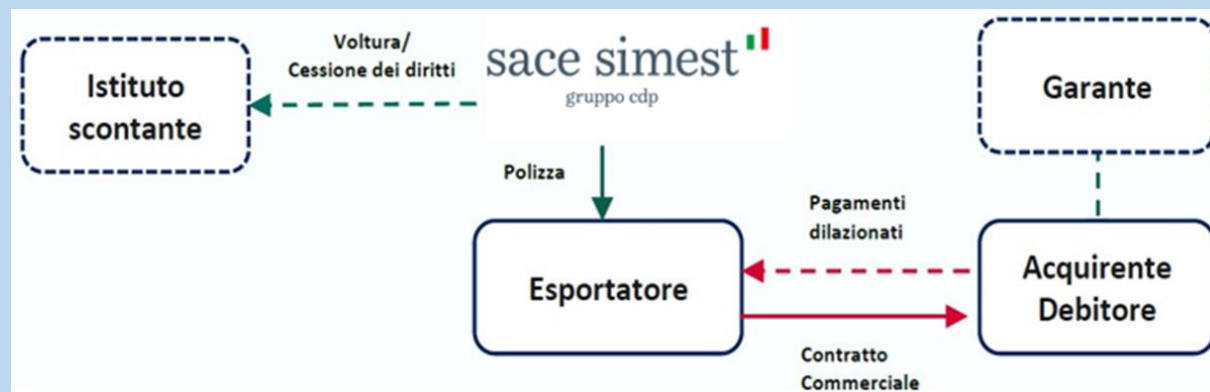 Istituto
scontante
Voltura/
Cessione dei diritti
sace simest
gruppo cdp
Garante
Polizza
Pagamenti
dilazionati
Esportatore
Acquirente
Debitore
Contratto
Commerciale